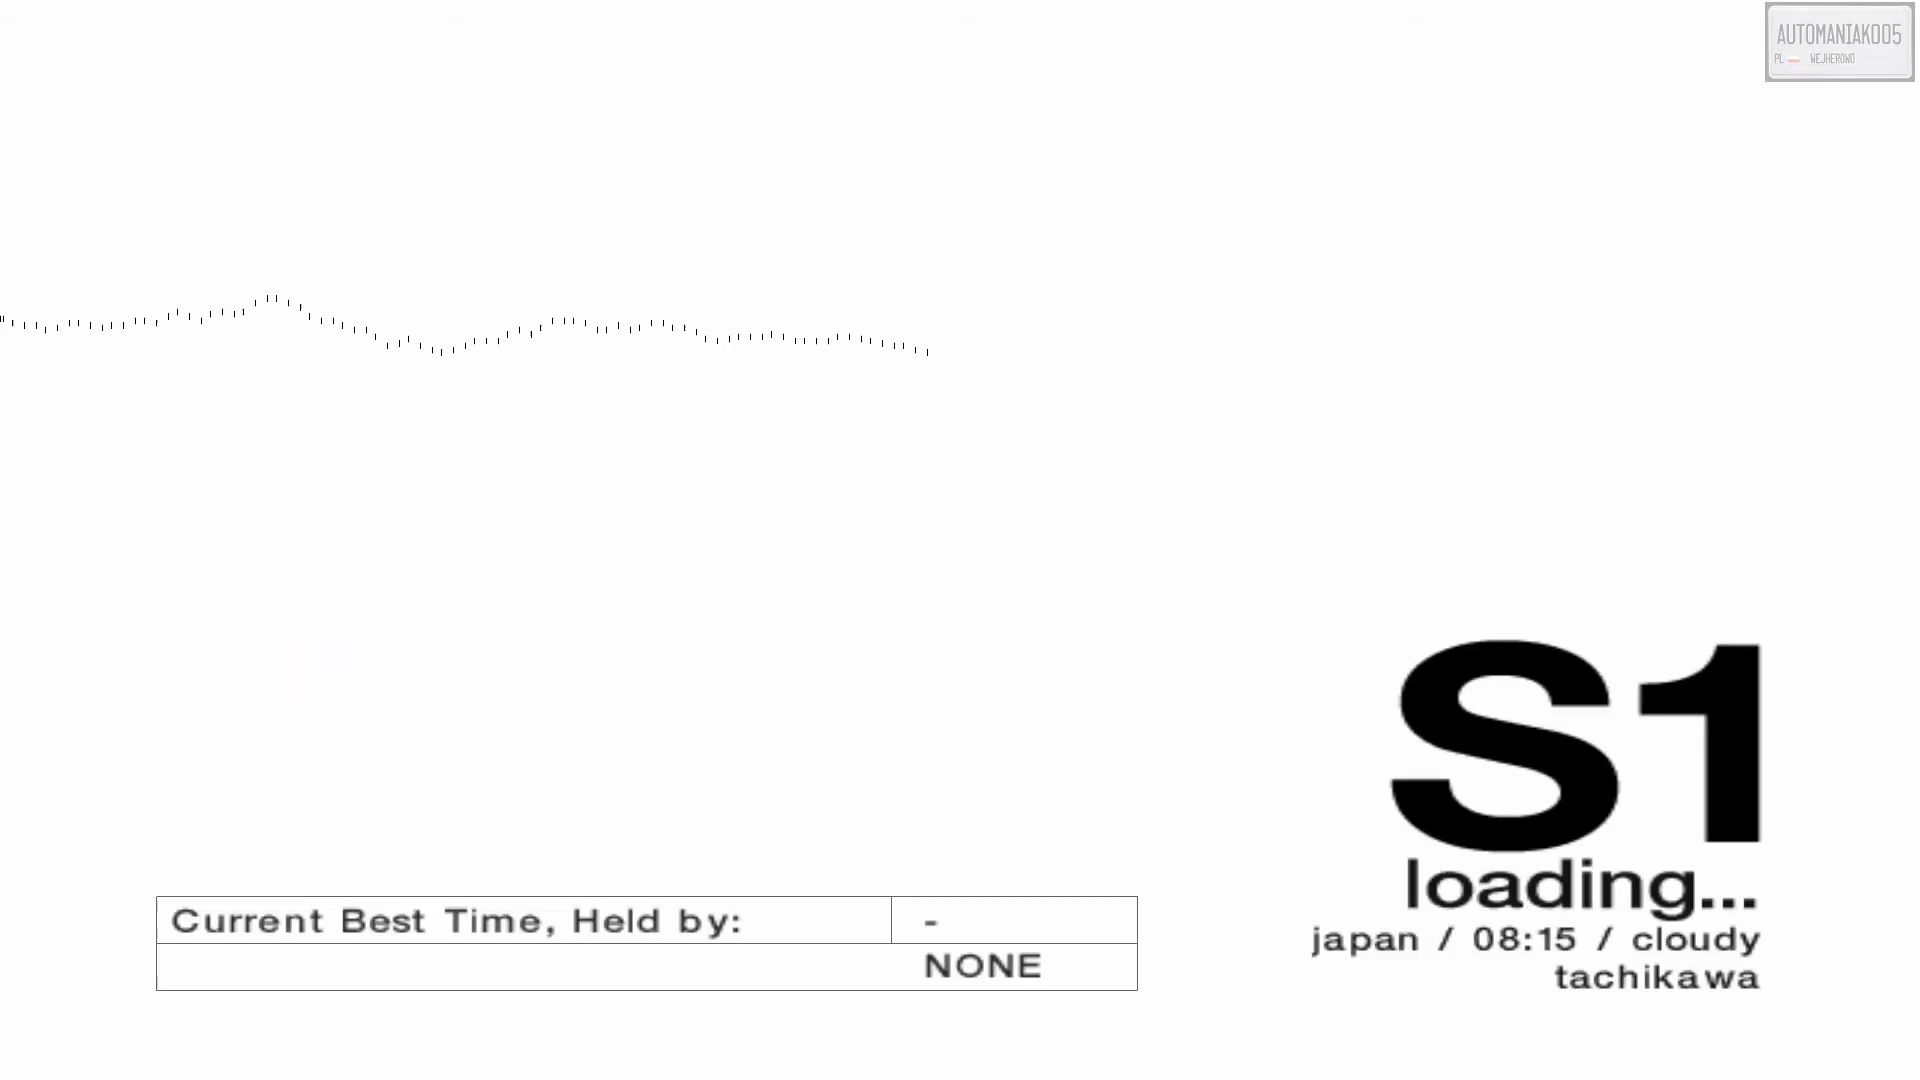 AUTOMANIAK005
PL WEJHEROWO
S1
loading...
japan / 08:15 / cloudy
tachikawa
Current Best Time, Held by: -
NONE